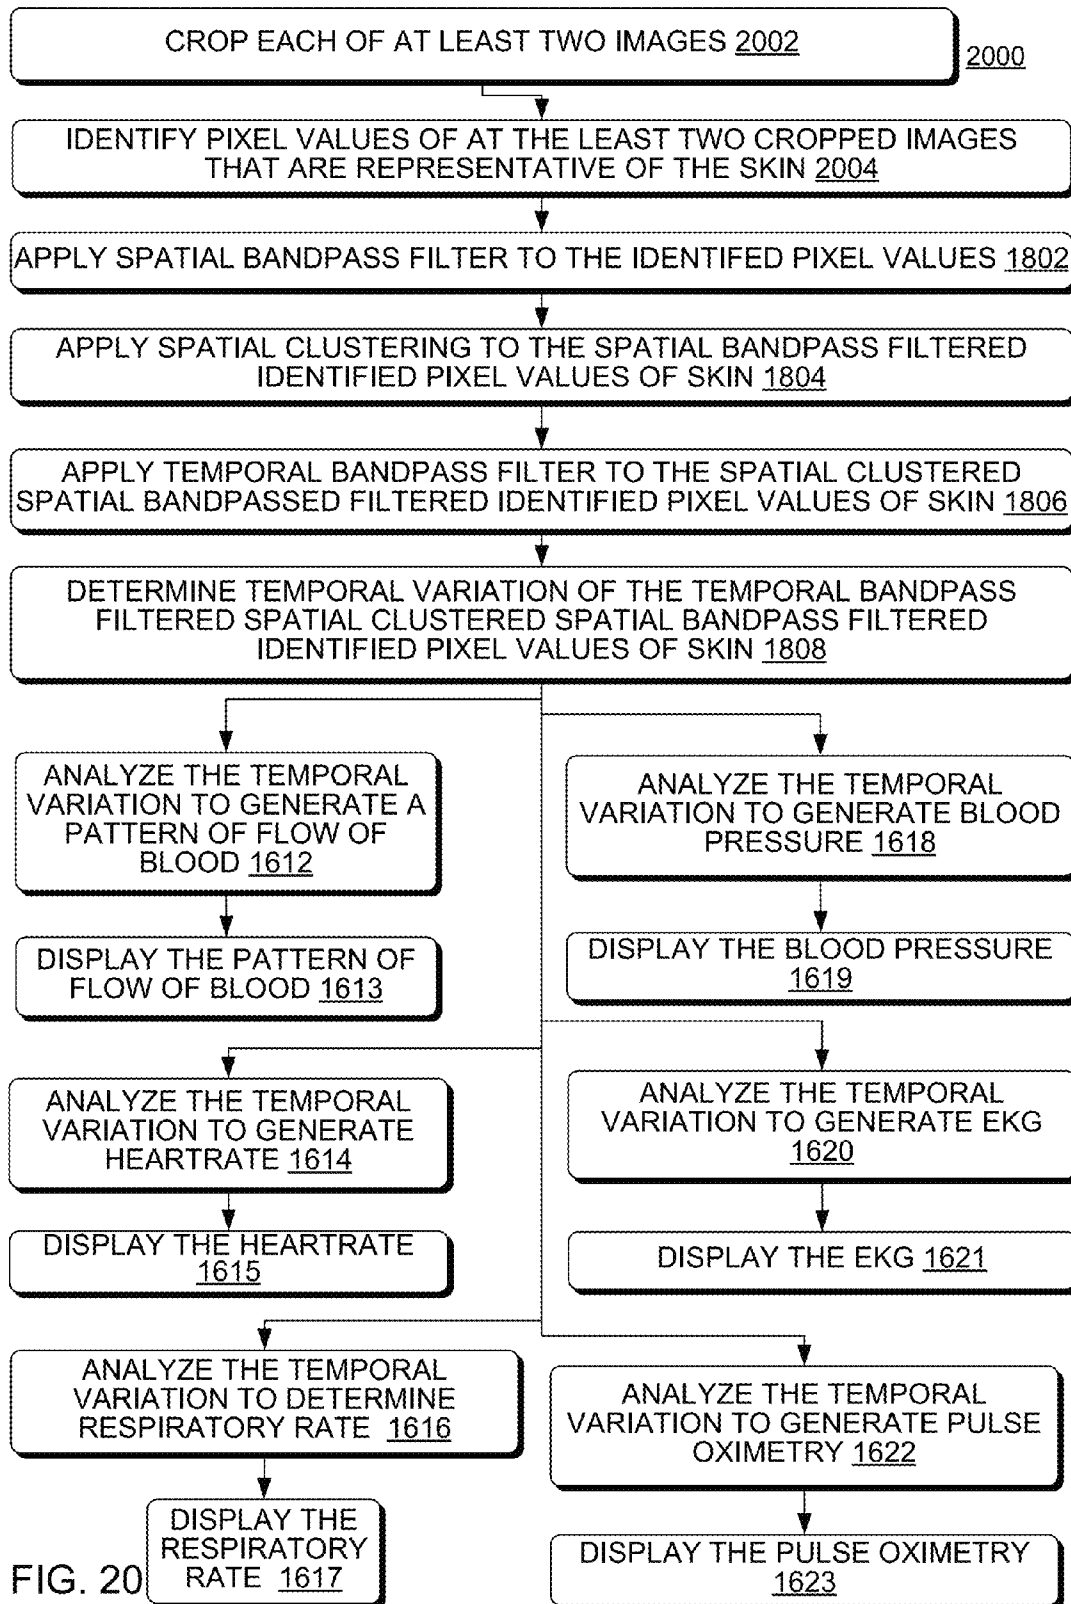 CROP EACH OF AT LEAST TWO IMAGES 2002
2000
IDENTIFY PIXEL VALUES OF AT THE LEAST TWO CROPPED IMAGES
THAT ARE REPRESENTATIVE OF THE SKIN 2004
APPLY SPATIAL BANDPASS FILTER TO THE IDENTIFED PIXEL VALUES 1802
APPLY SPATIAL CLUSTERING TO THE SPATIAL BANDPASS FILTERED
IDENTIFIED PIXEL VALUES OF SKIN 1804
APPLY TEMPORAL BANDPASS FILTER TO THE SPATIAL CLUSTERED
SPATIAL BANDPASSED FILTERED IDENTIFIED PIXEL VALUES OF SKIN 1806
DETERMINE TEMPORAL VARIATION OF THE TEMPORAL BANDPASS
FILTERED SPATIAL CLUSTERED SPATIAL BANDPASS FILTERED
IDENTIFIED PIXEL VALUES OF SKIN 1808
ANALYZE THE TEMPORAL
VARIATION TO GENERATE A
PATTERN OF FLOW OF
BLOOD 1612
ANALYZE THE TEMPORAL
VARIATION TO GENERATE BLOOD
PRESSURE 1618
DISPLAY THE PATTERN OF
FLOW OF BLOOD 1613
DISPLAY THE BLOOD PRESSURE
1619
ANALYZE THE TEMPORAL
VARIATION TO GENERATE
HEARTRATE 1614
ANALYZE THE TEMPORAL
VARIATION TO GENERATE EKG
1620
DISPLAY THE HEARTRATE
1615
DISPLAY THE EKG 1621
ANALYZE THE TEMPORAL
VARIATION TO DETERMINE
RESPIRATORY RATE 1616
ANALYZE THE TEMPORAL
VARIATION TO GENERATE PULSE
OXIMETRY 1622
DISPLAY THE
RESPIRATORY
RATE 1617
DISPLAY THE PULSE OXIMETRY
1623
FIG. 20